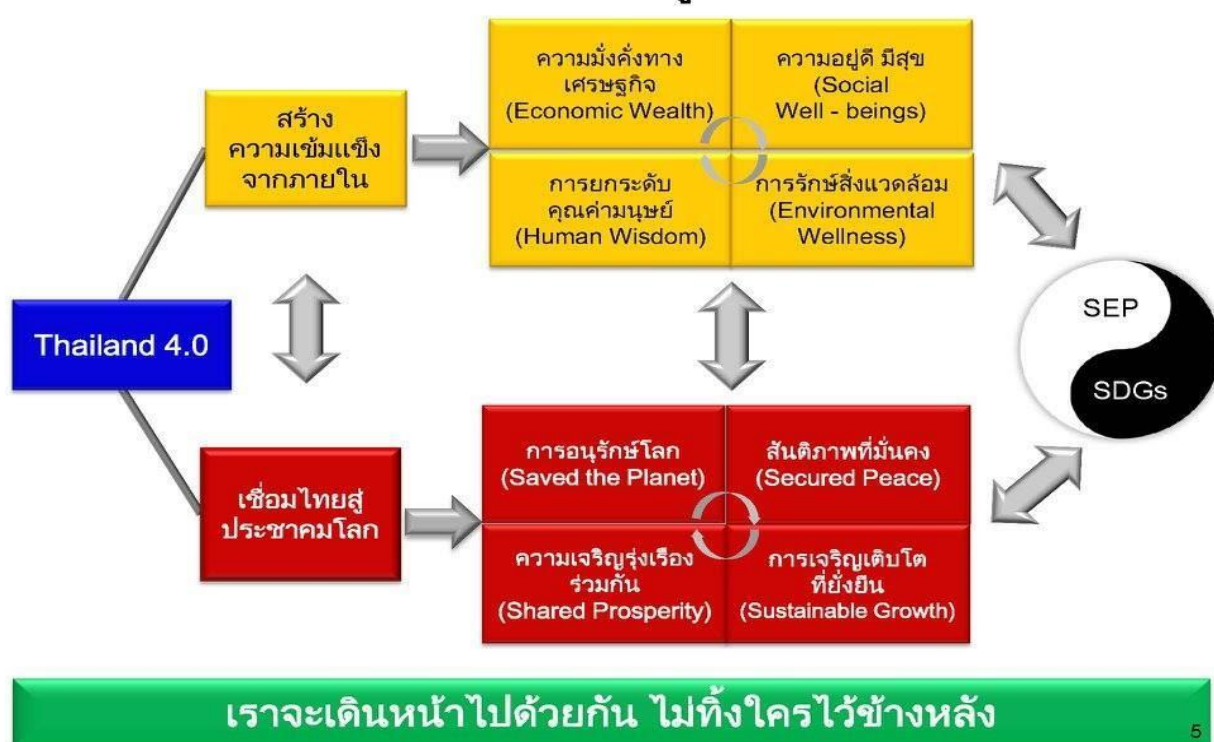 ความมั่งคั่งทาง
เศรษฐกิจ
(Economic Wealth)
ความอยู่ดี มีสุข
(Social
Well - beings)
สร้าง
ความเข้มแข็ง
จากภายใน
การยกระดับ
คุณค่ามนุษย์
(Human Wisdom)
การรักษ์สิ่งแวดล้อม
(Environmental
Wellness)
Thailand 4.0
SEP
SDGs
การอนุรักษ์โลก
(Saved the Planet)
สันติภาพที่มั่นคง
(Secured Peace)
เชื่อมไทยสู่
ประชาคมโลก
ความเจริญรุ่งเรือง
ร่วมกัน
(Shared Prosperity)
การเจริญเติบโต
ที่ยั่งยืน
(Sustainable Growth)
เราจะเดินหน้าไปด้วยกัน ไม่ทิ้งใครไว้ข้างหลัง
5